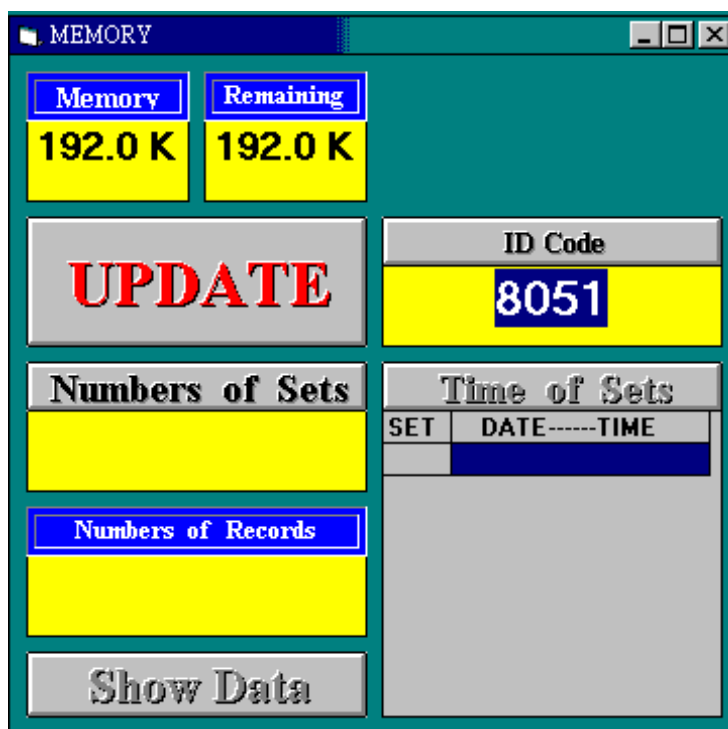 MEMORY
Memory
Remaining
192.0 K
192.0 K
UPDATE
ID Code
8051
Numbers of Sets
Time of Sets
SET DATE------TIME
Numbers of Records
Show Data